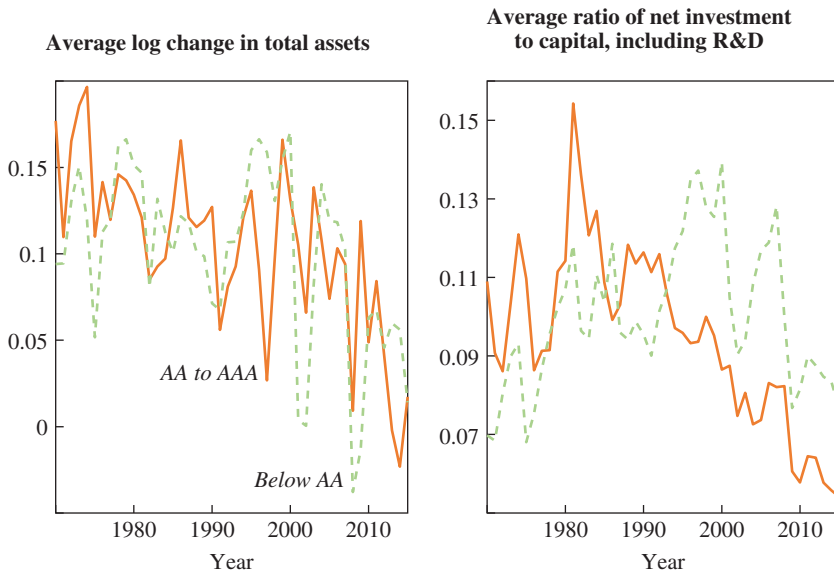 Average log change in total assets
0.15
0.1
0.05
0
AA to AAA
Below AA
1980 1990 2000 2010
Year
Average ratio of net investment
to capital, including R&D
0.15
0.13
0.11
0.09
0.07
1980 1990 2000 2010
Year